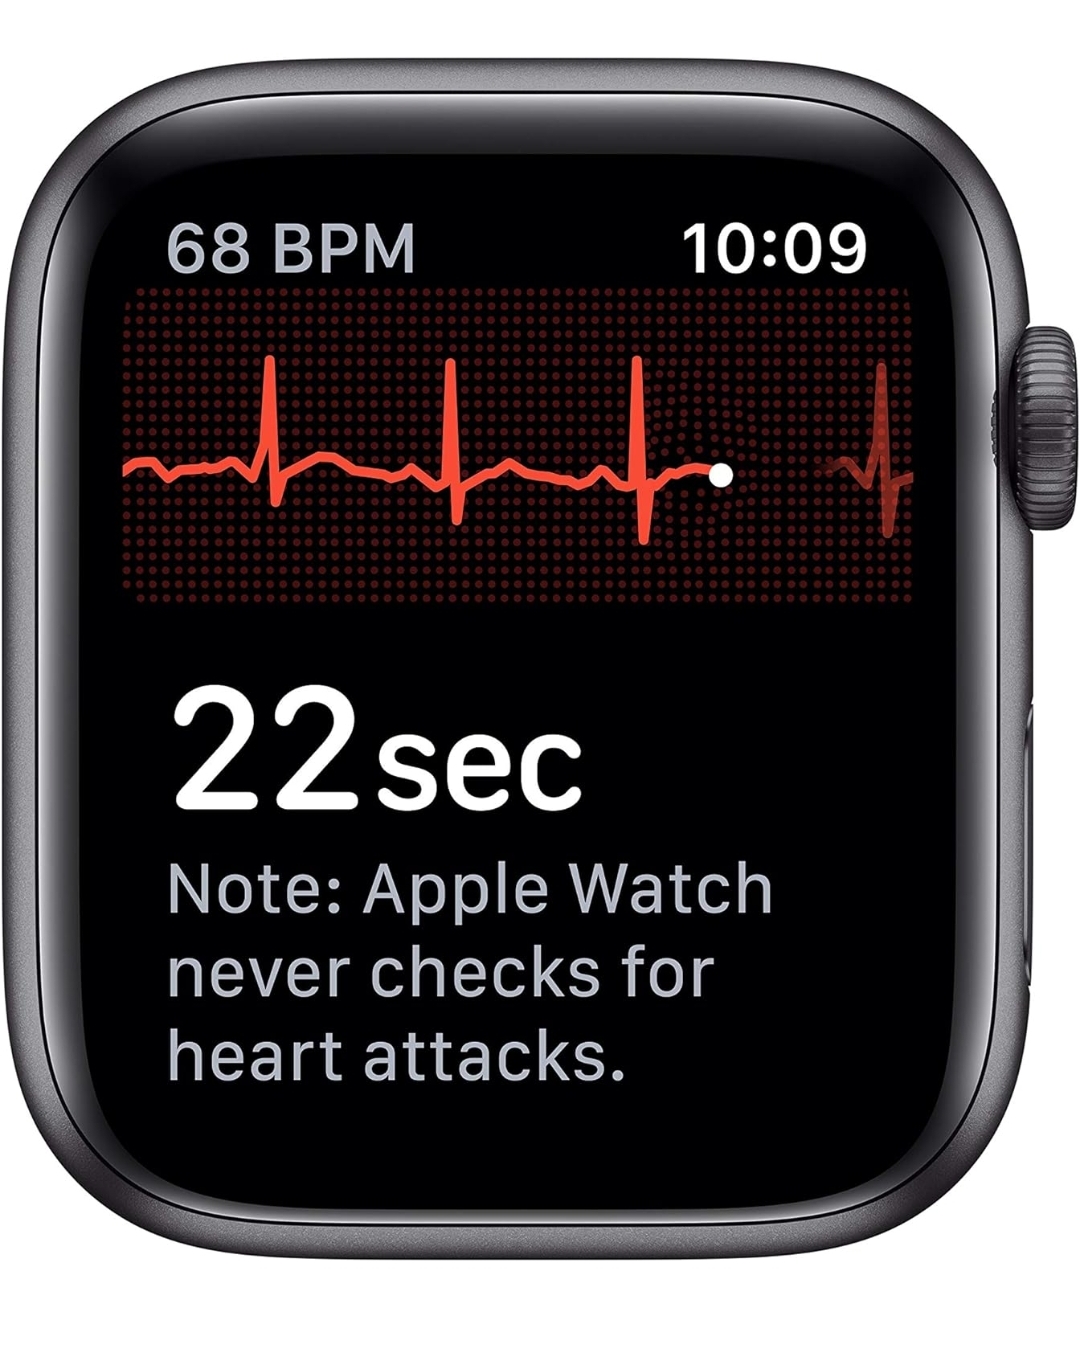 68 BPM 10:09
22sec
Note: Apple Watch
never checks for
heart attacks.